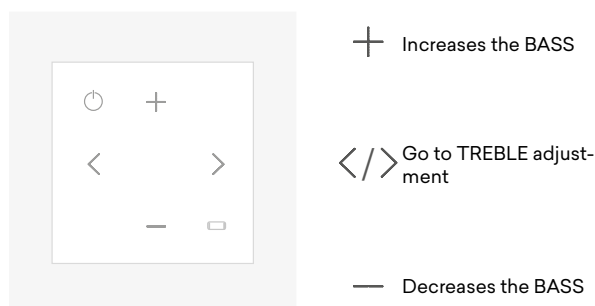 Increases the BASS
Go to TREBLE adjust-
ment
Decreases the BASS